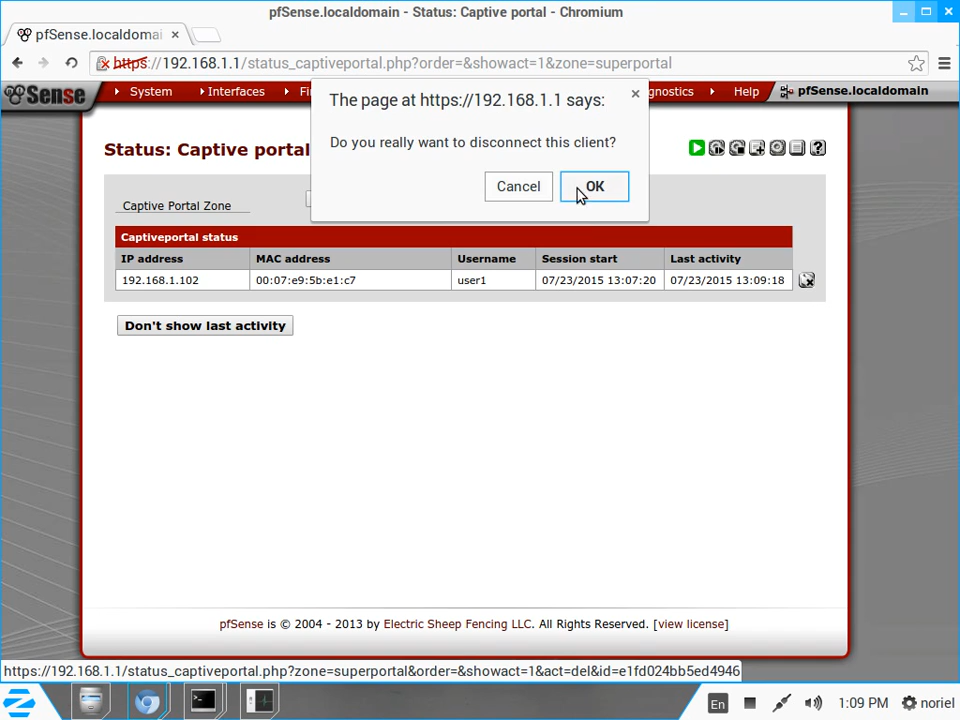 pfSense.localdomain - Status: Captive portal - Chromium
pfSense.localdomai
https://192.168.1.1/status_captiveportal.php?order=&showact=1&zone=superportal
Sense
System
Interfaces
Fi
gnostics
Help
pfSense.localdomain
The page at https://192.168.1.1 says:
Do you really want to disconnect this client?
Cancel
OK
Status: Captive portal
Captive Portal Zone
Captiveportal status
IP address MAC address Username Session start Last activity
192.168.1.102 00:07:e9:5b:e1:c7 user1 07/23/2015 13:07:20 07/23/2015 13:09:18
Don't show last activity
pfSense is © 2004 - 2013 by Electric Sheep Fencing LLC. All Rights Reserved. [view license]
https://192.168.1.1/status_captiveportal.php?zone=superportal&order=&showact=1&act=del&id=e1fd024bb5ed4946
En
1:09 PM
noriel